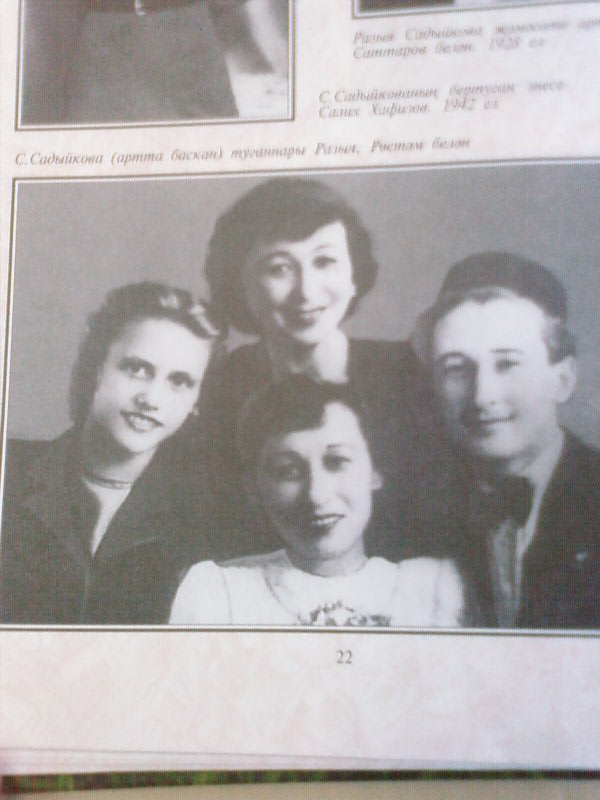 Разыя Садыйкова җәмәгате
Саттаров белән. 1928 ел
С.Садыйкованың бертуган энесе
Салих Хафизов. 1942 ел
С.Садыйкова (артта баскан) туганнары Разыя, Рөстәм белән
22